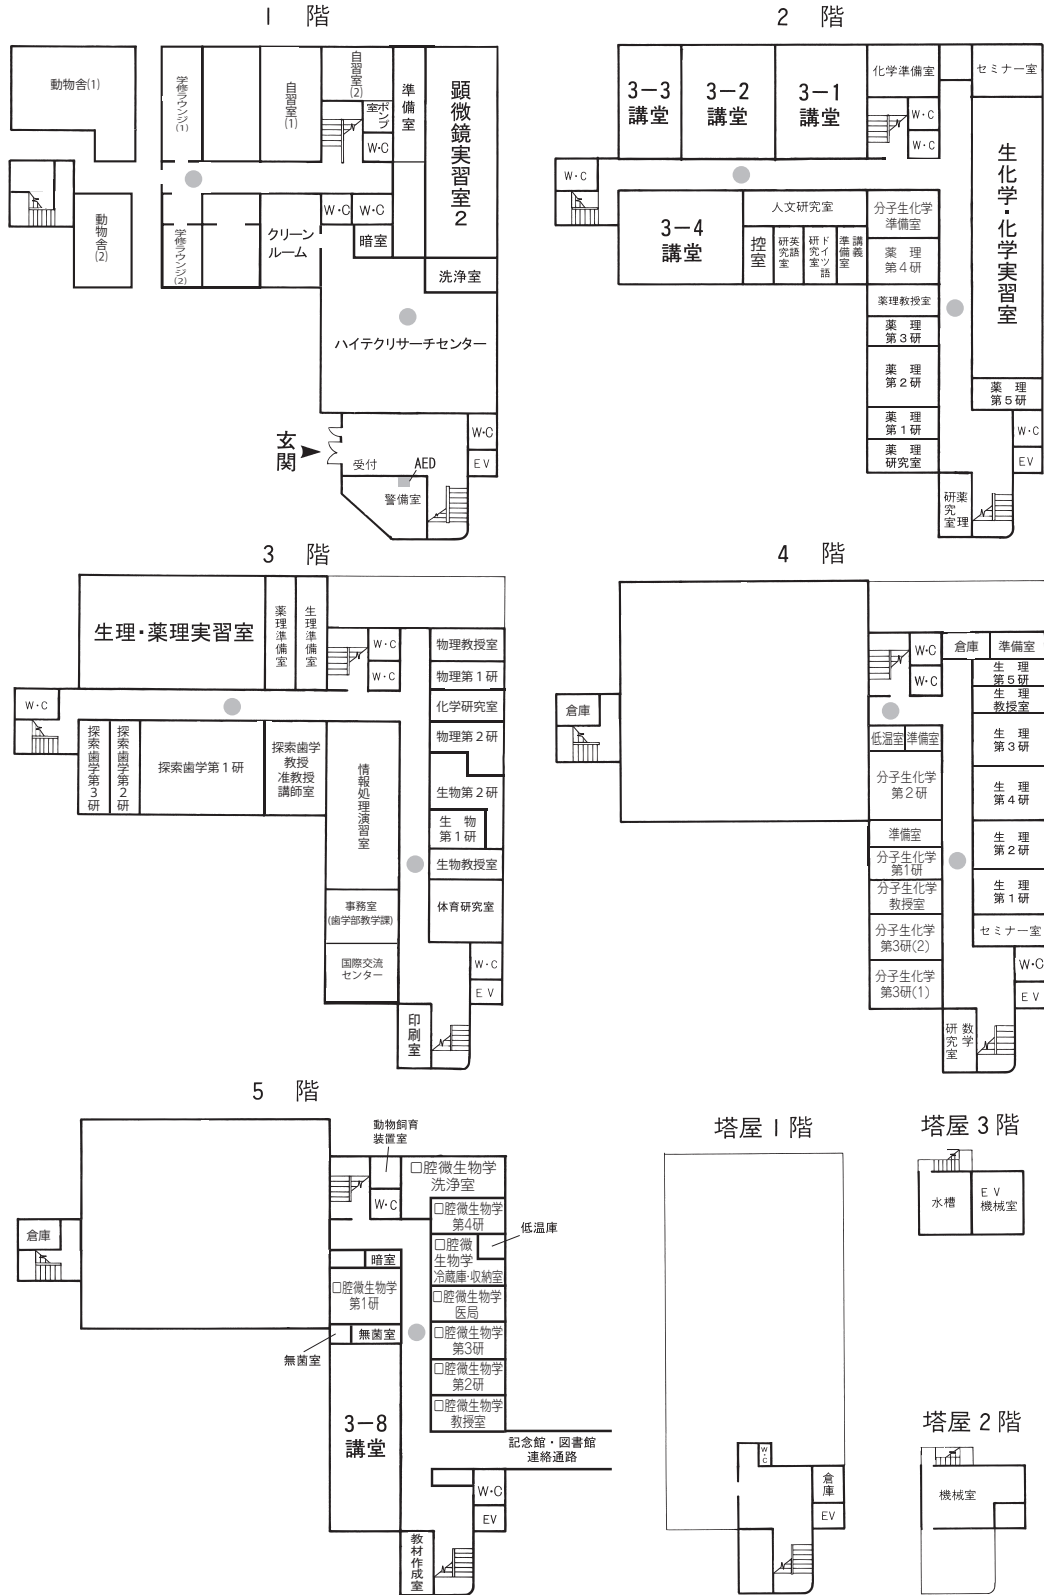 1 階
動物舎(1)
学修ラウンジ(1)
自習室(1)
自習室(2)
ポンプ室
W・C
準備室
顕微鏡実習室2
動物舎(2)
学修ラウンジ(2)
クリーン
ルーム
W・C
W・C
暗室
洗浄室
ハイテクリサーチセンター
玄関
受付
AED
警備室
W・C
EV
2 階
3−3
講堂
3−2
講堂
3−1
講堂
化学準備室
セミナー室
W・C
W・C
W・C
生化学・化学実習室
3−4
講堂
人文研究室
控室
英語研究室
ドイツ語研究室
講義準備室
分子生化学
準備室
薬 理
第4研
薬理教授室
薬 理
第3研
薬 理
第2研
薬 理
第1研
薬 理
研究室
薬 理
第5研
W・C
EV
薬理研究室
3 階
生理・薬理実習室
薬理準備室
生理準備室
W・C
W・C
W・C
物理教授室
物理第1研
化学研究室
物理第2研
生物第2研
生 物
第1研
生物教授室
体育研究室
探索歯学第3研
探索歯学第2研
探索歯学第1研
探索歯学
教授
准教授
講師室
情報処理演習室
事務室
(歯学部教学課)
国際交流
センター
W・C
EV
印刷室
4 階
倉庫
W・C
W・C
倉庫
準備室
生 理
第5研
生 理
教授室
生 理
第3研
生 理
第4研
生 理
第2研
生 理
第1研
セミナー室
低温室
準備室
分子生化学
第2研
準備室
分子生化学
第1研
分子生化学
教授室
分子生化学
第3研(2)
分子生化学
第3研(1)
W・C
EV
数学研究室
5 階
動物飼育
装置室
口腔微生物学
洗浄室
W・C
倉庫
口腔微生物学
第4研
低温庫
口腔微
生物学
冷蔵庫・収納室
暗室
口腔微生物学
第1研
口腔微生物学
医局
無菌室
無菌室
口腔微生物学
第3研
口腔微生物学
第2研
口腔微生物学
教授室
3−8
講堂
記念館・図書館
連絡通路
W・C
EV
教材作成室
塔屋1階
W・C
倉庫
EV
塔屋3階
水槽
EV
機械室
塔屋2階
機械室